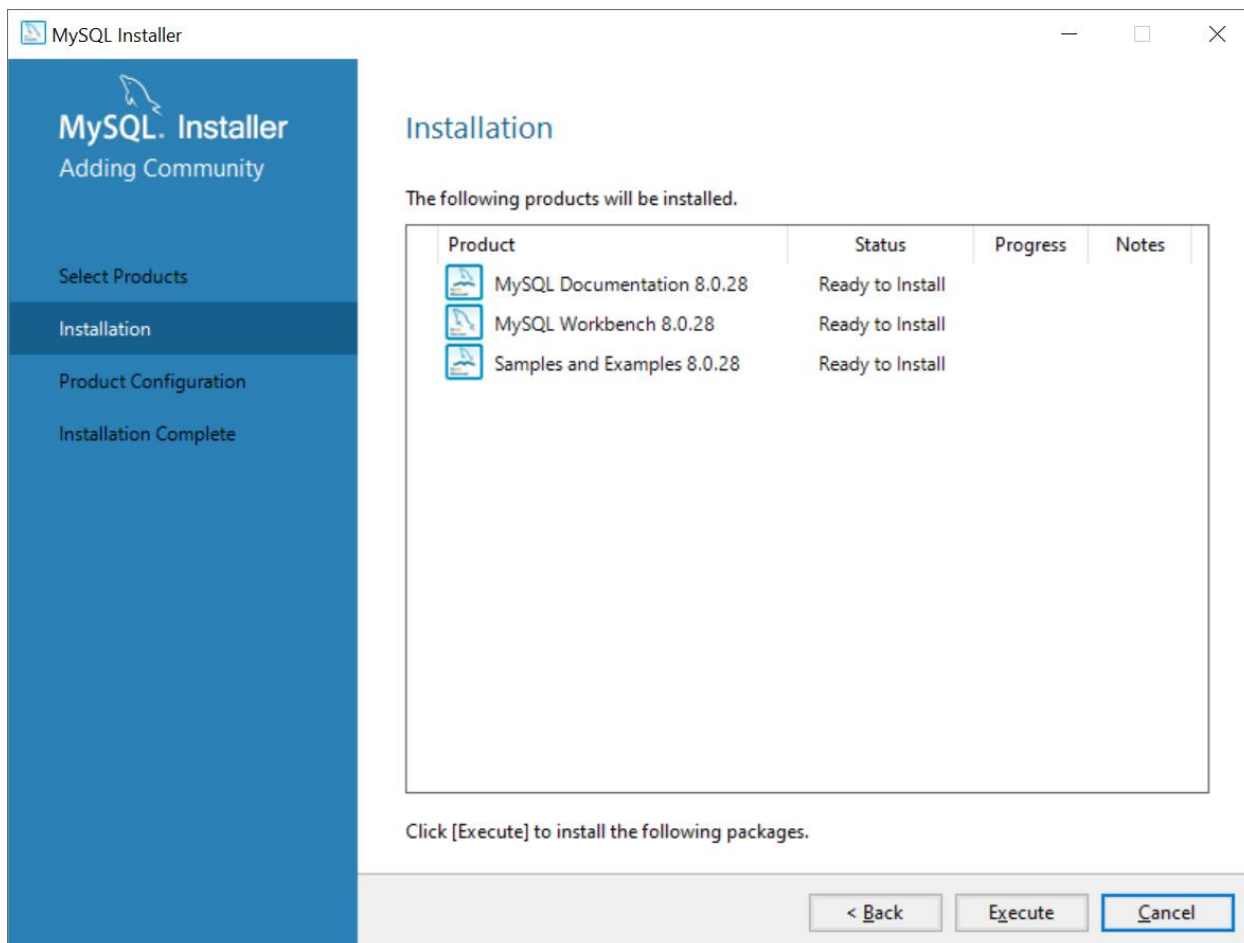 MySQL Installer
MySQL. Installer
Adding Community
Select Products
Installation
Product Configuration
Installation Complete
Installation
The following products will be installed.
Product Status Progress Notes
MySQL Documentation 8.0.28 Ready to Install
MySQL Workbench 8.0.28 Ready to Install
Samples and Examples 8.0.28 Ready to Install
Click [Execute] to install the following packages.
< Back Execute Cancel